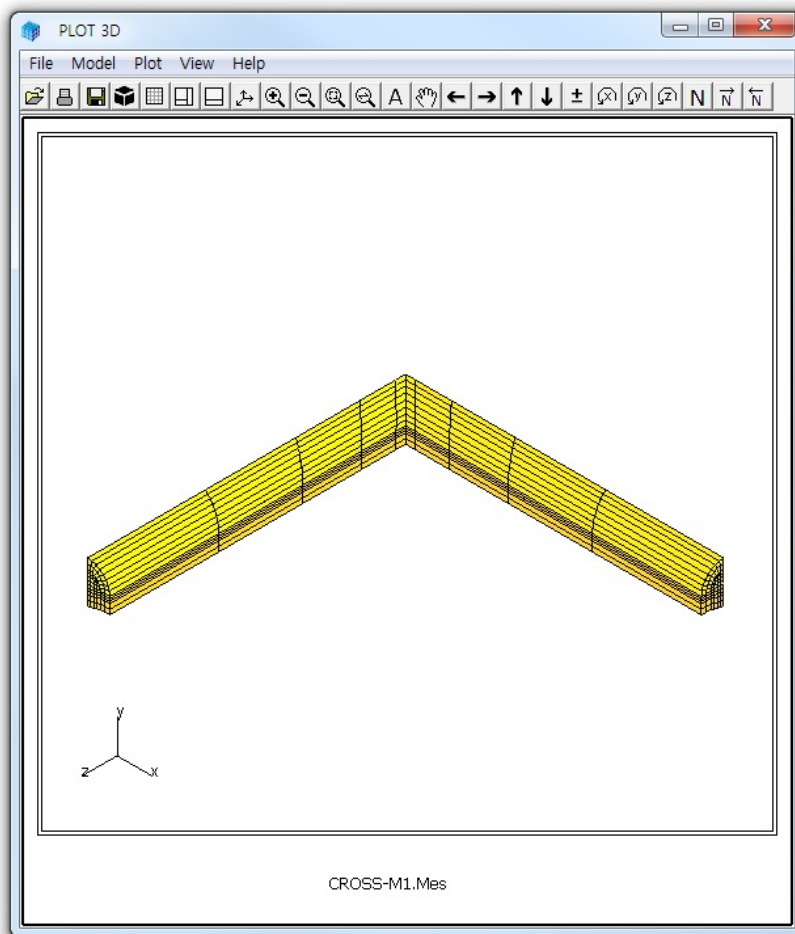 PLOT 3D
File Model Plot View Help
A x y z N N N
y
z x
CROSS-M1.Mes